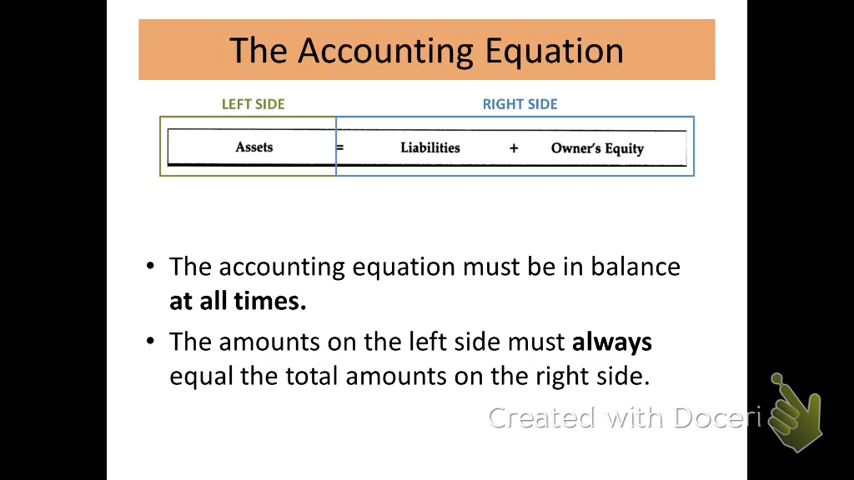 The Accounting Equation
LEFT SIDE RIGHT SIDE
Assets = Liabilities + Owner's Equity
• The accounting equation must be in balance
at all times.
• The amounts on the left side must always
equal the total amounts on the right side.
Created with Doceri